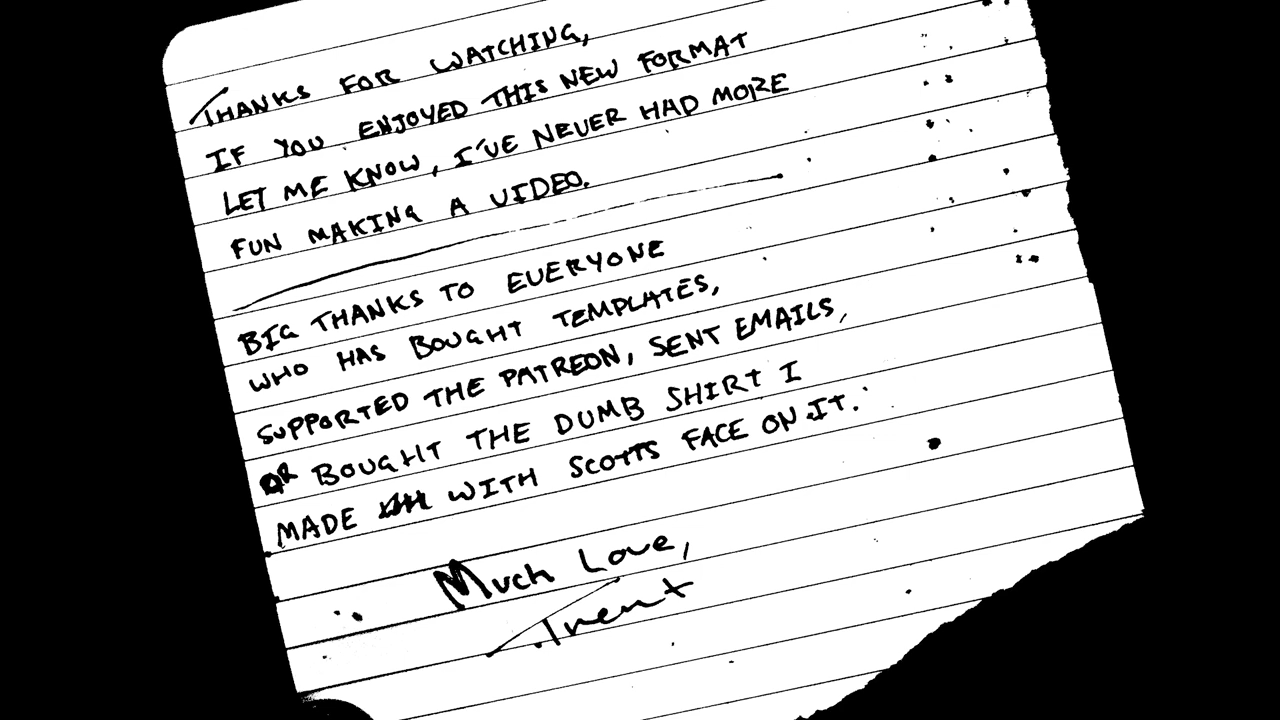 THANKS FOR WATCHING,
IF YOU ENJOYED THIS NEW FORMAT
LET ME KNOW, I'VE NEVER HAD MORE
FUN MAKING A VIDEO.
BIG THANKS TO EVERYONE
WHO HAS BOUGHT TEMPLATES,
SUPPORTED THE PATREON, SENT EMAILS,
OR BOUGHT THE DUMB SHIRT I
MADE WITH SCOTTS FACE ON IT.
Much Love,
Trent